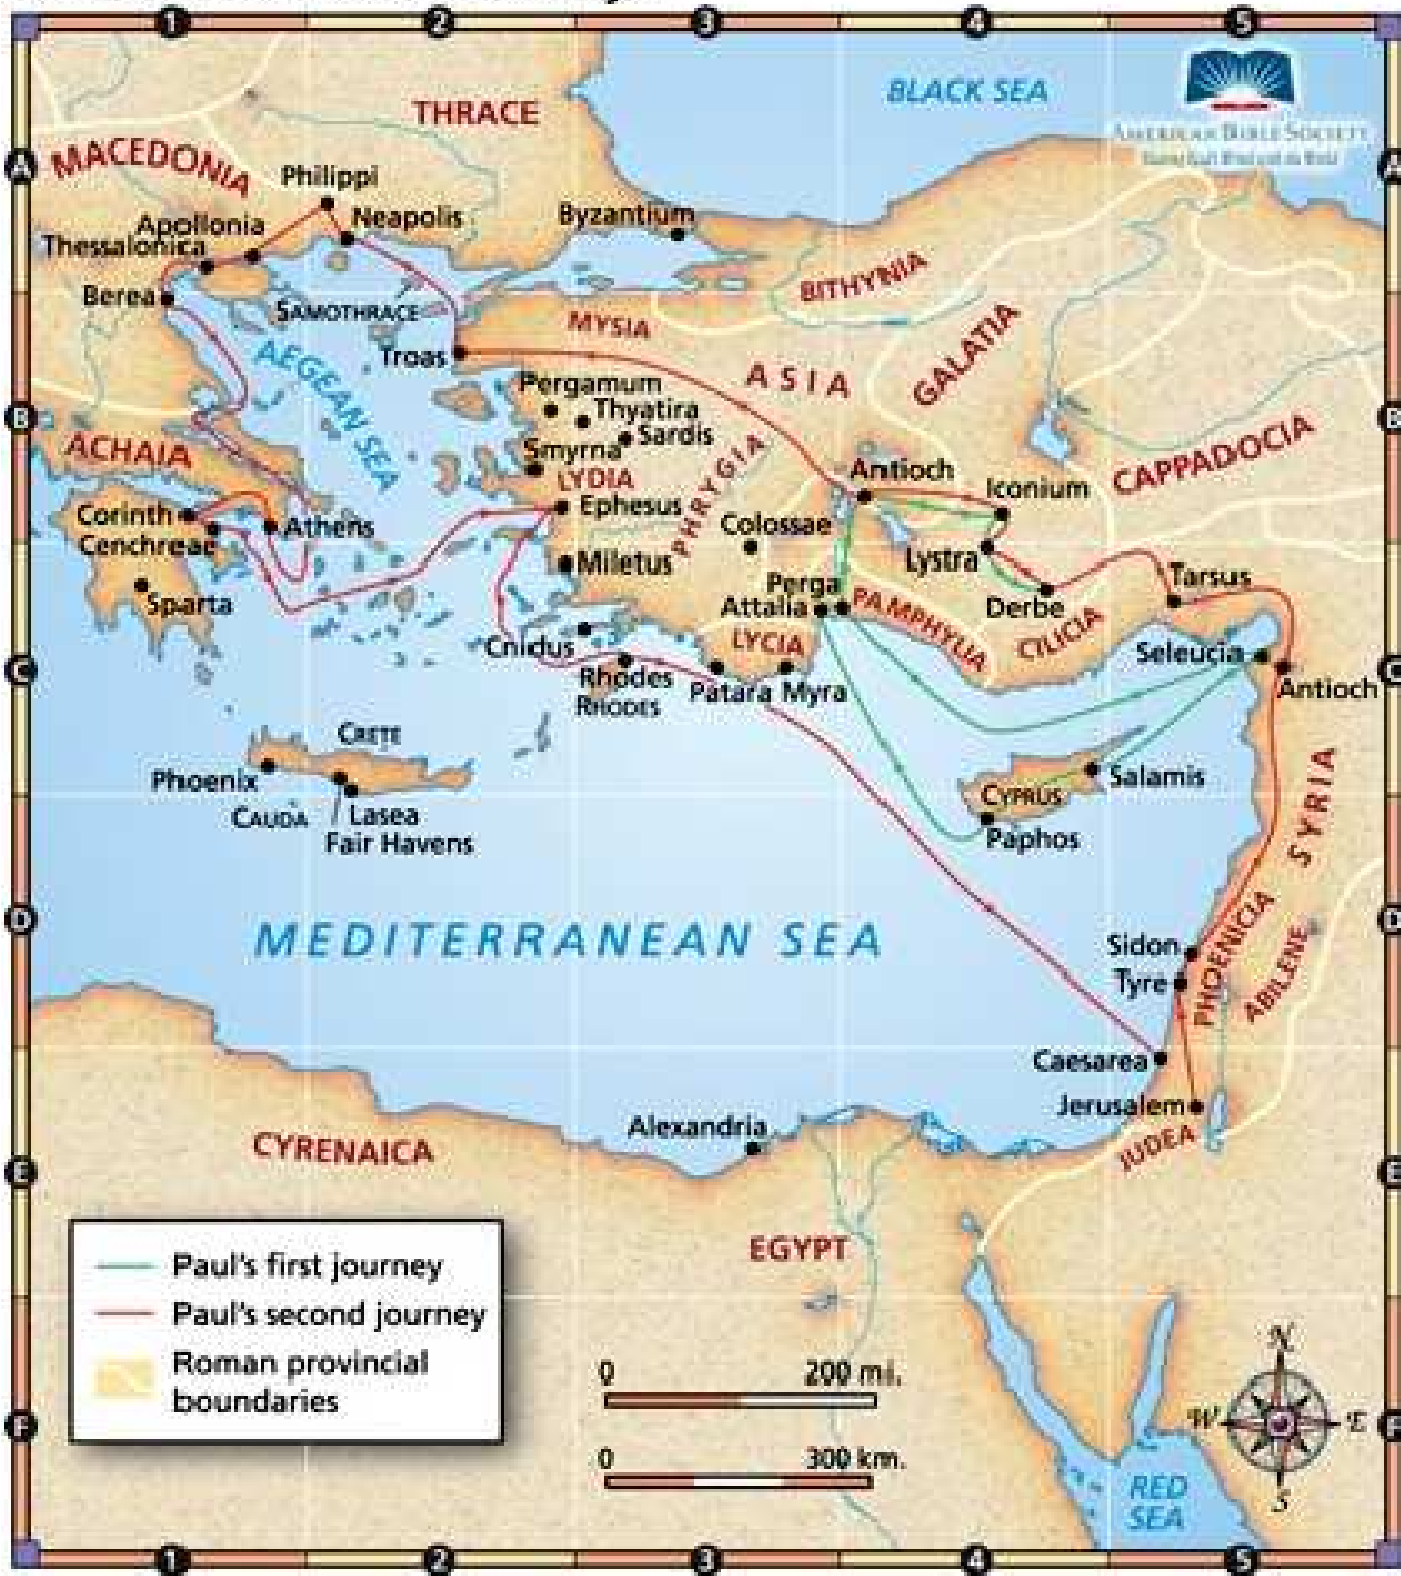 1 2 3 4 5
BLACK SEA
AMERICAN BIBLE SOCIETY
THRACE
A
A
MACEDONIA
Philippi
Neapolis
Byzantium
Apollonia
Thessalonica
BITHYNIA
Berea
SAMOTHRACE
MYSIA
GALATIA
Troas
AEGEAN SEA
ASIA
Pergamum
B
Thyatira
B
Sardis
Smyrna
ACHAIA
PHRYGIA
CAPPADOCIA
LYDIA
Antioch
Iconium
Corinth
Athens
Ephesus
Colossae
Cenchreae
Miletus
Lystra
Perga
Tarsus
Sparta
Attalia
PAMPHYLIA
Derbe
CILICIA
Cnidus
LYCIA
Seleucia
C
C
Rhodes
Patara
Myra
Antioch
RHODES
CRETE
Phoenix
Salamis
CYPRUS
SYRIA
CAUDA
Lasea
Fair Havens
Paphos
D
MEDITERRANEAN SEA
D
Sidon
PHOENICIA
Tyre
ABILENE
Caesarea
Jerusalem
Alexandria
JUDEA
CYRENAICA
E
E
EGYPT
Paul's first journey
Paul's second journey
Roman provincial
boundaries
0 200 mi.
0 300 km.
N
W E
S
F
F
RED
SEA
1 2 3 4 5